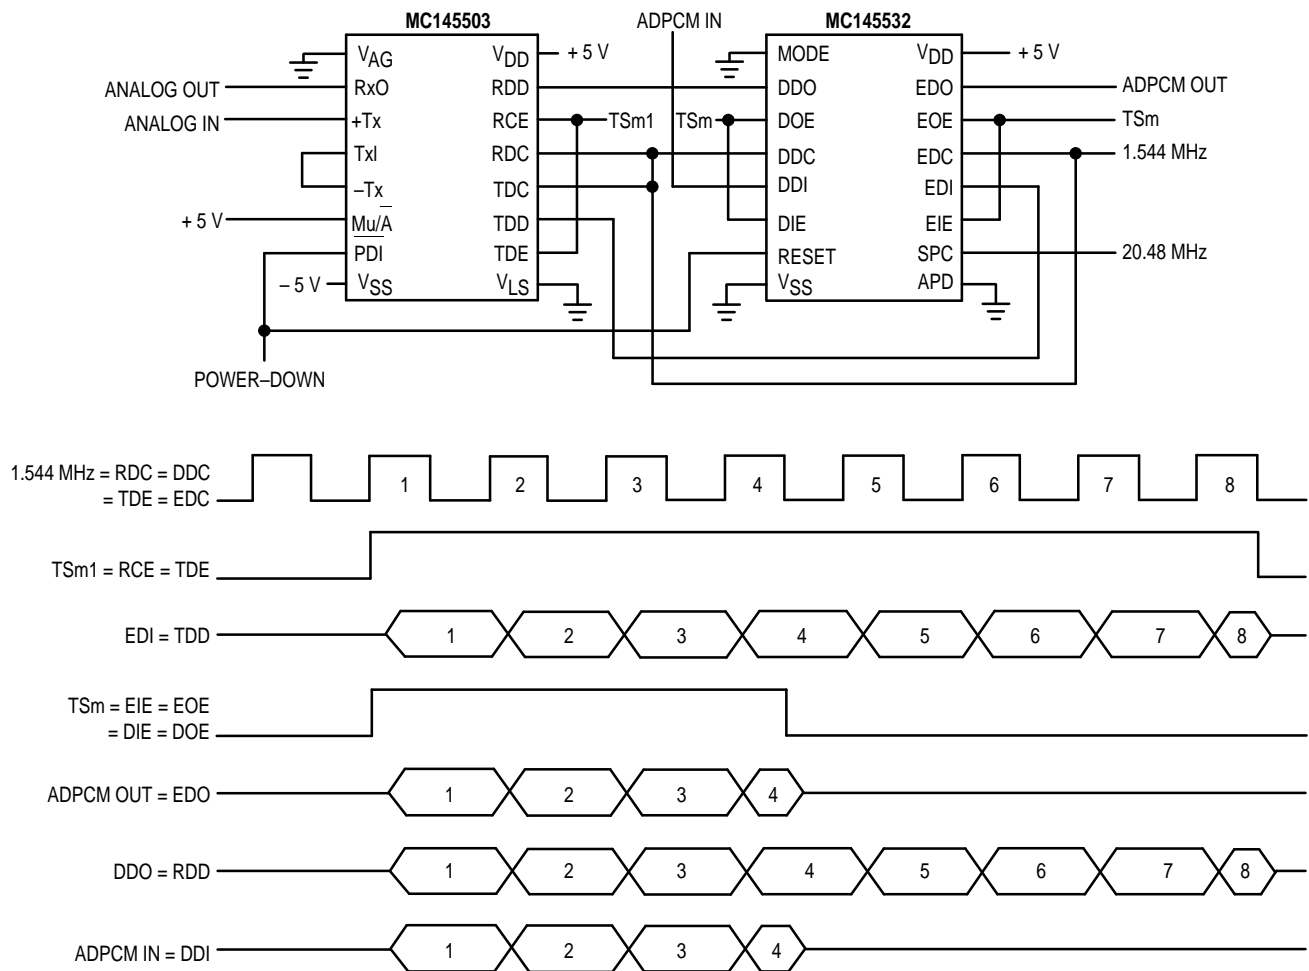 MC145503 ADPCM IN MC145532
VAG VDD + 5 V MODE VDD + 5 V
ANALOG OUT RxO RDD DDO EDO ADPCM OUT
ANALOG IN +Tx RCE TSm1 TSm DOE EOE TSm
TxI RDC DDC EDC 1.544 MHz
–Tx TDC DDI EDI
+ 5 V Mu/A TDD DIE EIE
PDI TDE RESET SPC 20.48 MHz
– 5 V VSS VLS VSS APD
POWER–DOWN
1.544 MHz = RDC = DDC
= TDE = EDC
1 2 3 4 5 6 7 8
TSm1 = RCE = TDE
EDI = TDD 1 2 3 4 5 6 7 8
TSm = EIE = EOE
= DIE = DOE
ADPCM OUT = EDO 1 2 3 4
DDO = RDD 1 2 3 4 5 6 7 8
ADPCM IN = DDI 1 2 3 4